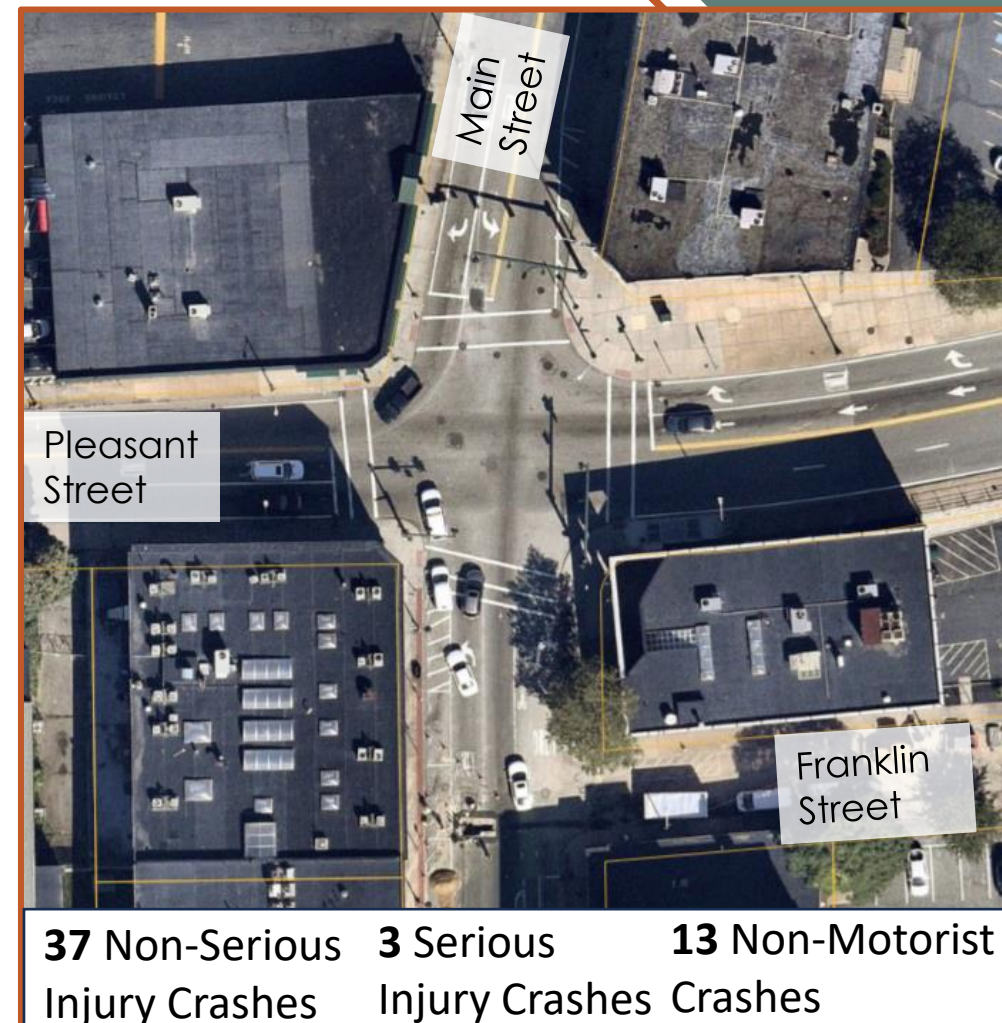 Main
Street
Pleasant
Street
Franklin
Street
37 Non-Serious
Injury Crashes
3 Serious
Injury Crashes
13 Non-Motorist
Crashes